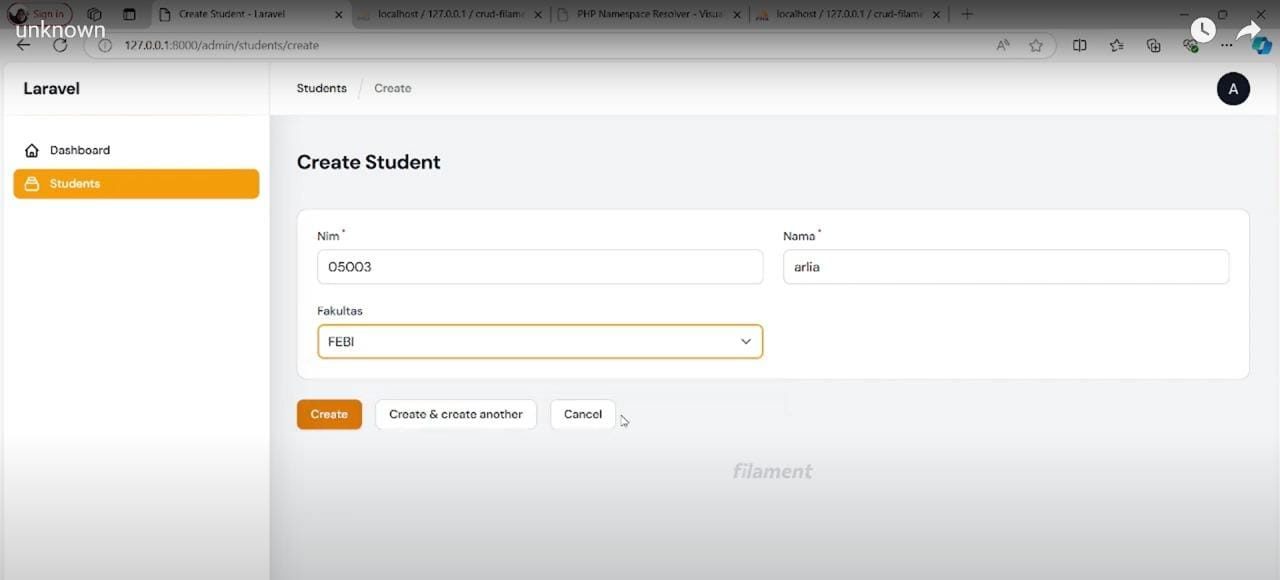 Sign in
Create Student - Laravel
localhost / 127.0.0.1 / crud-filame
PHP Namespace Resolver - Visual
localhost / 127.0.0.1 / crud-filame
unknown
127.0.0.1:8000/admin/students/create
Laravel
Students / Create
A
Dashboard
Students
Create Student
Nim*
Nama*
05003
arlia
Fakultas
FEBI
Create
Create & create another
Cancel
filament